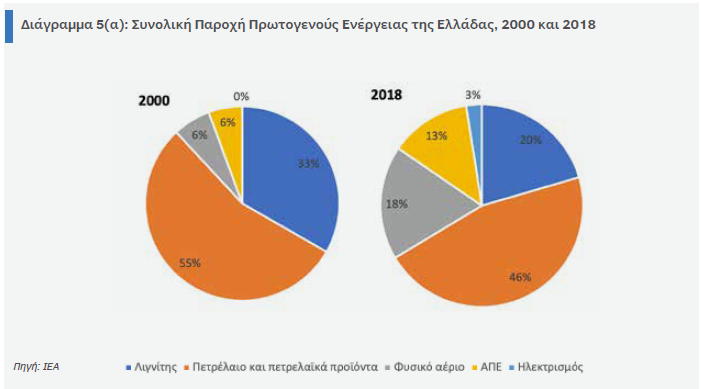 Διάγραμμα 5(α): Συνολική Παροχή Πρωτογενούς Ενέργειας της Ελλάδας, 2000 και 2018
2000
0%
6%
6%
33%
55%
2018
3%
13%
20%
18%
46%
Πηγή: IEA
Λιγνίτης
Πετρέλαιο και πετρελαϊκά προϊόντα
Φυσικό αέριο
ΑΠΕ
Ηλεκτρισμός